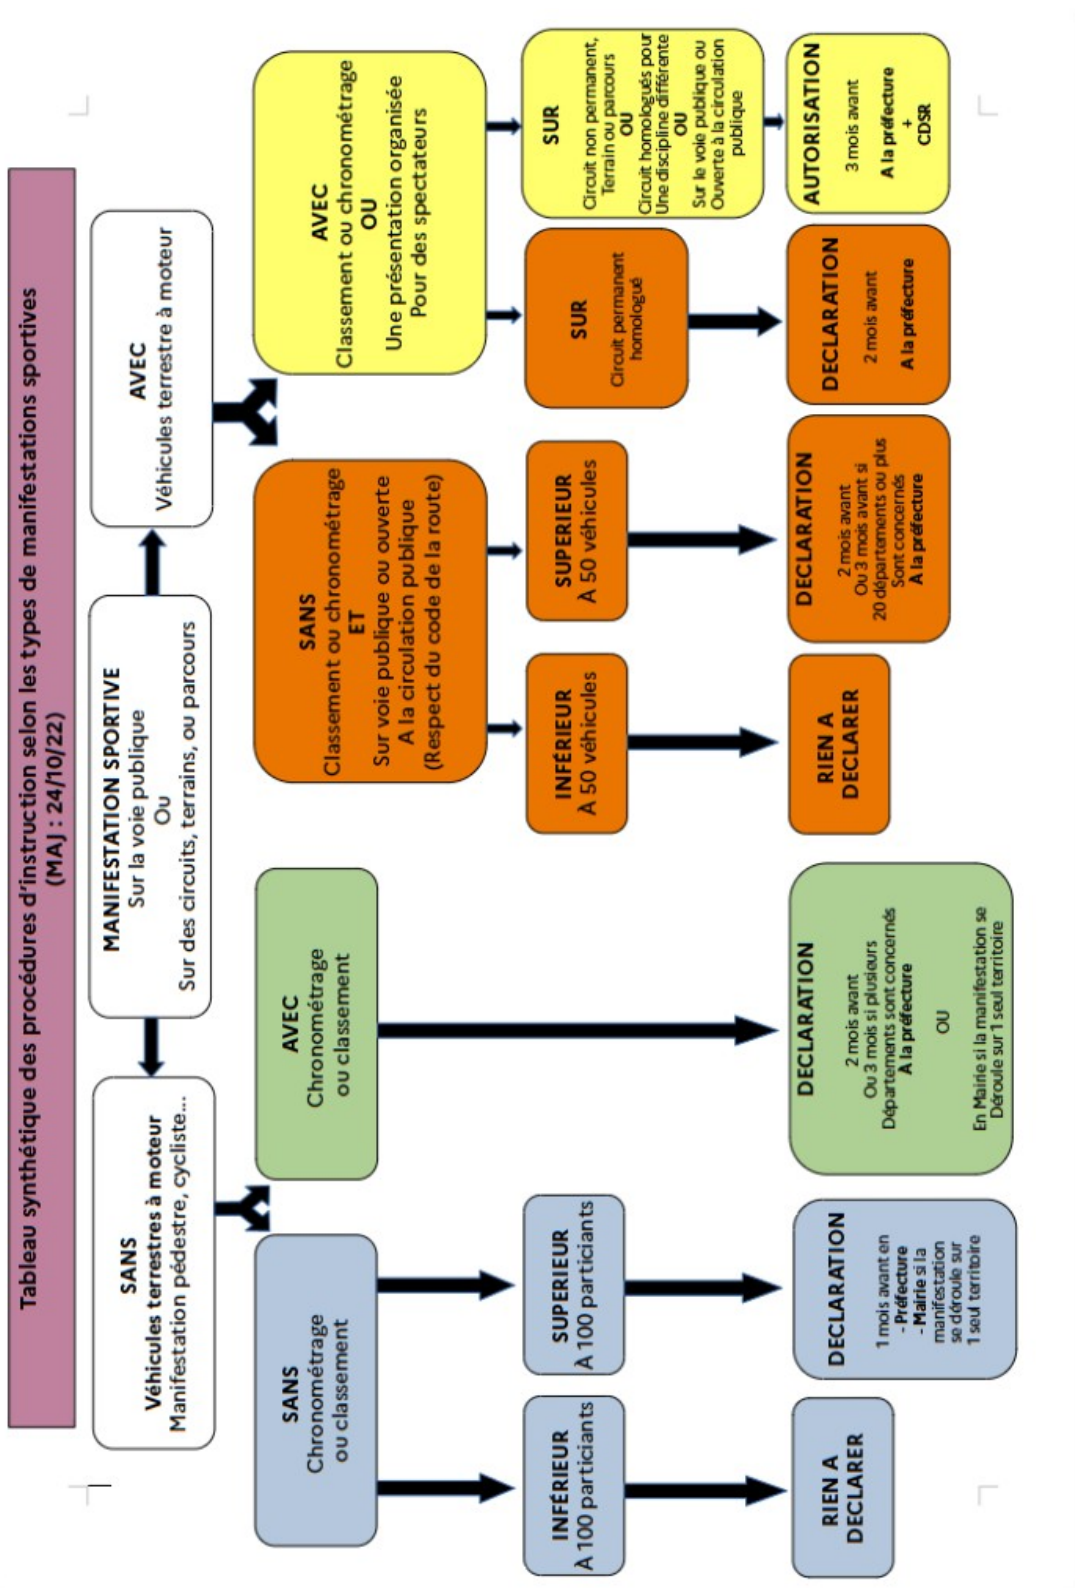 Tableau synthétique des procédures d'instruction selon les types de manifestations sportives
(MAJ : 24/10/22)
MANIFESTATION SPORTIVE
Sur la voie publique
Ou
Sur des circuits, terrains, ou parcours
SANS
Véhicules terrestres à moteur
Manifestation pédestre, cycliste...
AVEC
Véhicules terrestre à moteur
SANS
Chronométrage
ou classement
AVEC
Chronométrage
ou classement
SANS
Classement ou chronométrage
ET
Sur voie publique ou ouverte
A la circulation publique
(Respect du code de la route)
AVEC
Classement ou chronométrage
OU
Une présentation organisée
Pour des spectateurs
INFÉRIEUR
À 100 participants
SUPERIEUR
À 100 particiants
INFÉRIEUR
À 50 véhicules
SUPERIEUR
À 50 véhicules
SUR
Circuit permanent
homologué
SUR
Circuit non permanent,
Terrain ou parcours
OU
Circuit homologués pour
Une discipline différente
OU
Sur le voie publique ou
Ouverte à la circulation
publique
RIEN A
DECLARER
DECLARATION
1 mois avant en
- Préfecture
- Mairie si la
manifestation
se déroule sur
1 seul territoire
DECLARATION
2 mois avant
Ou 3 mois si plusieurs
Départements sont concernés
A la préfecture
OU
En Mairie si la manifestation se
Déroule sur 1 seul territoire
RIEN A
DECLARER
DECLARATION
2 mois avant
Ou 3 mois avant si
20 départements ou plus
Sont concernés
A la préfecture
DECLARATION
2 mois avant
A la préfecture
AUTORISATION
3 mois avant
A la préfecture
+
CDSR